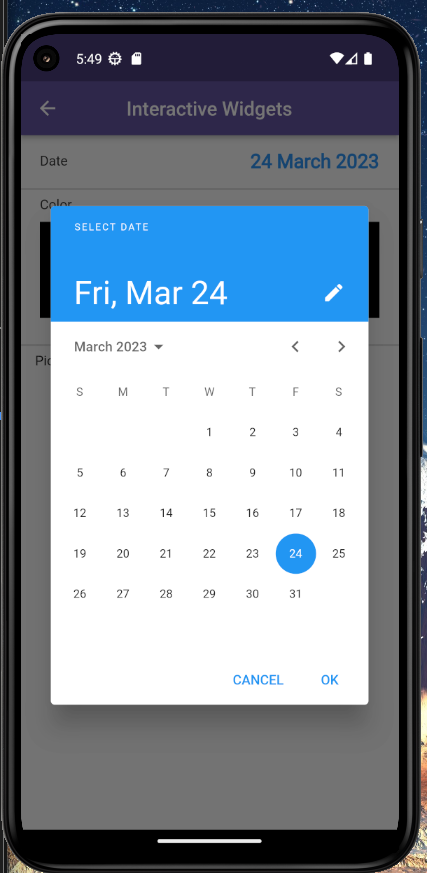 5:49
Interactive Widgets
Date 24 March 2023
Color
SELECT DATE
Fri, Mar 24
March 2023
S M T W T F S
1 2 3 4
5 6 7 8 9 10 11
12 13 14 15 16 17 18
19 20 21 22 23 24 25
26 27 28 29 30 31
CANCEL OK